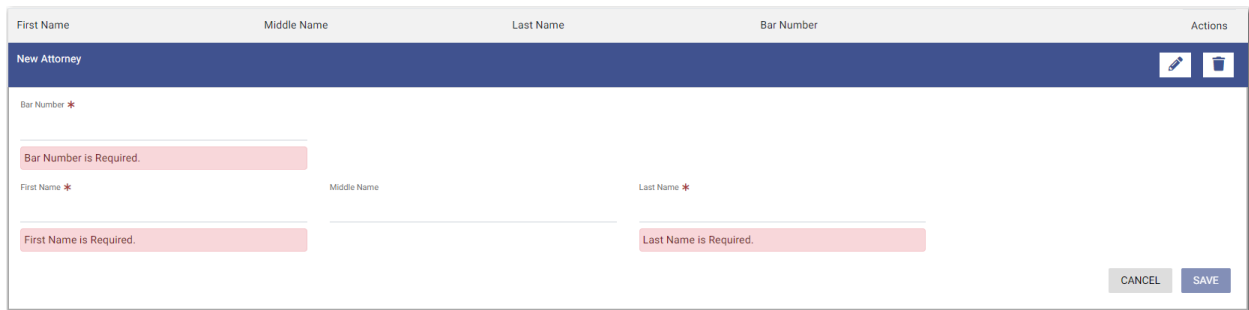 First Name Middle Name Last Name Bar Number Actions
New Attorney
Bar Number *
Bar Number is Required.
First Name * Middle Name Last Name *
First Name is Required. Last Name is Required.
CANCEL SAVE